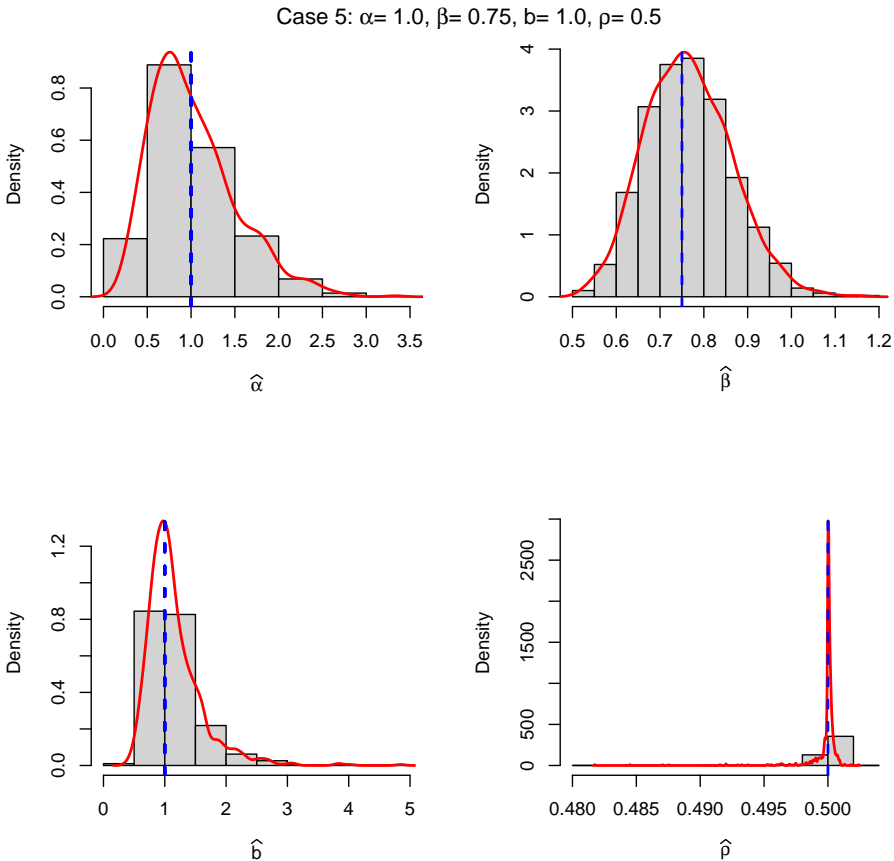 Case 5: α= 1.0, β= 0.75, b= 1.0, ρ= 0.5
Density
0.0 0.2 0.4 0.6 0.8
0.0 0.5 1.0 1.5 2.0 2.5 3.0 3.5
α̂
Density
0 1 2 3 4
0.5 0.6 0.7 0.8 0.9 1.0 1.1 1.2
β̂
Density
0.0 0.4 0.8 1.2
0 1 2 3 4 5
b̂
Density
0 500 1500 2500
0.480 0.485 0.490 0.495 0.500
ρ̂